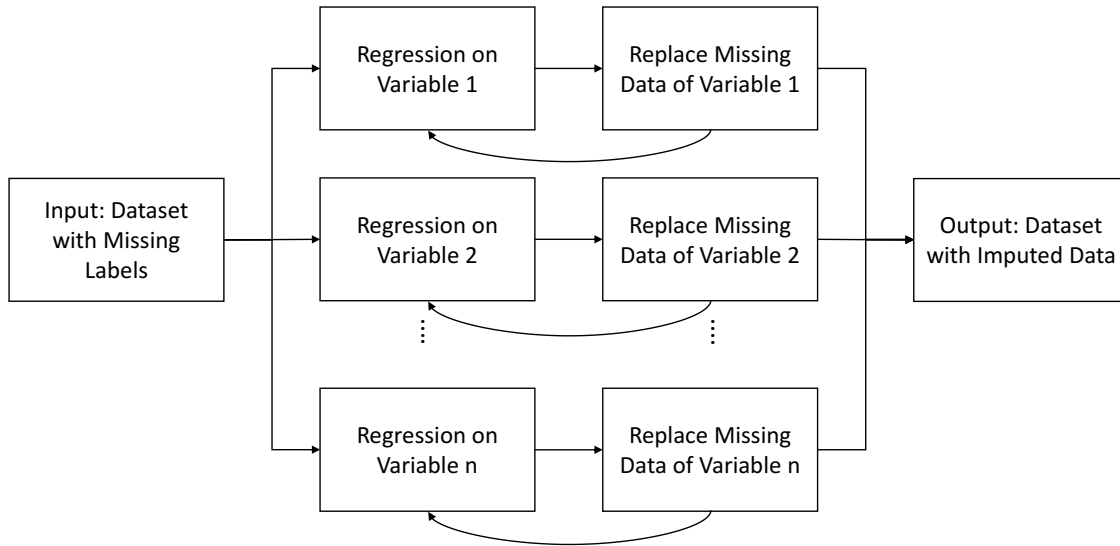 Regression on
Variable 1
Replace Missing
Data of Variable 1
Input: Dataset
with Missing
Labels
Regression on
Variable 2
Replace Missing
Data of Variable 2
Output: Dataset
with Imputed Data
Regression on
Variable n
Replace Missing
Data of Variable n